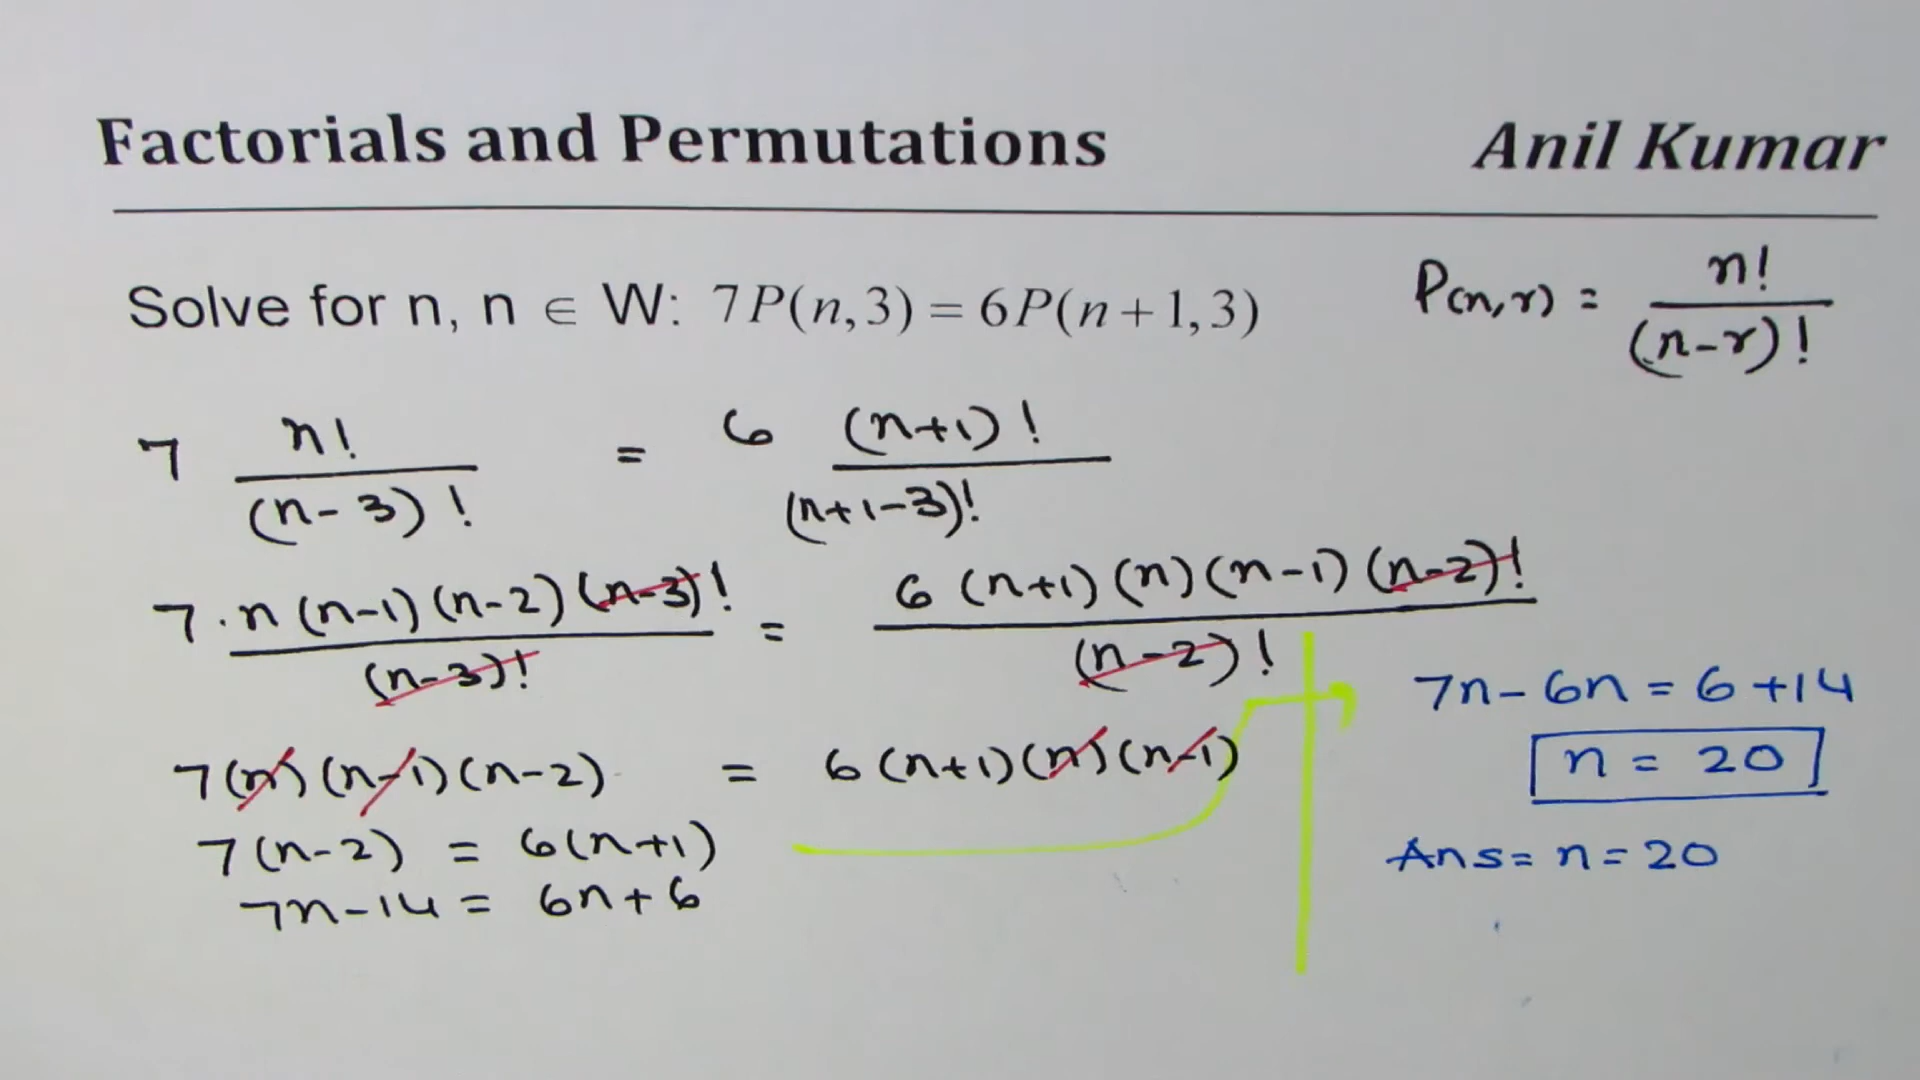 Factorials and Permutations Anil Kumar
Solve for n, n ∈ W: 7P(n,3) = 6P(n+1,3)
P(n,r) = n! / (n-r)!
7 n! / (n-3)! = 6 (n+1)! / (n+1-3)!
7·n(n-1)(n-2)(n-3)! / (n-3)! = 6(n+1)(n)(n-1)(n-2)! / (n-2)!
7(n)(n-1)(n-2) = 6(n+1)(n)(n-1)
7(n-2) = 6(n+1)
7n-14 = 6n+6
7n-6n = 6+14
n = 20
Ans = n = 20